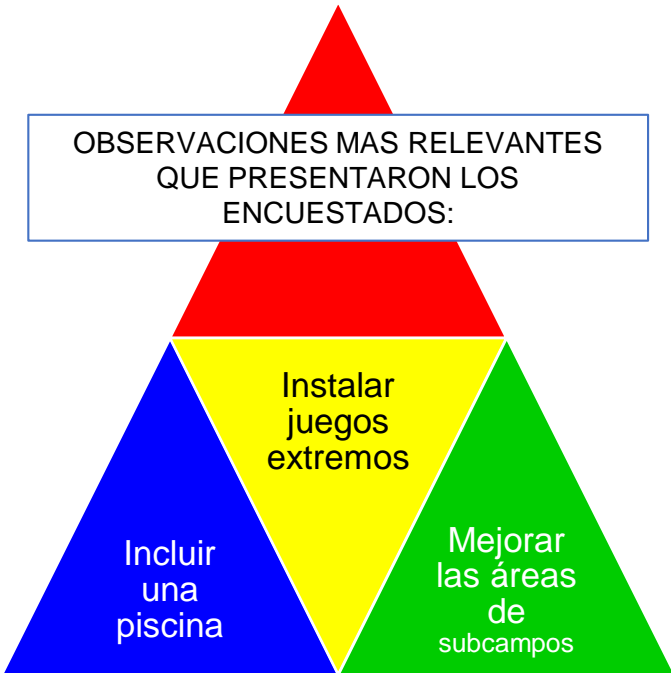 OBSERVACIONES MAS RELEVANTES
QUE PRESENTARON LOS
ENCUESTADOS:
Instalar
juegos
extremos
Incluir
una
piscina
Mejorar
las áreas
de
subcampos